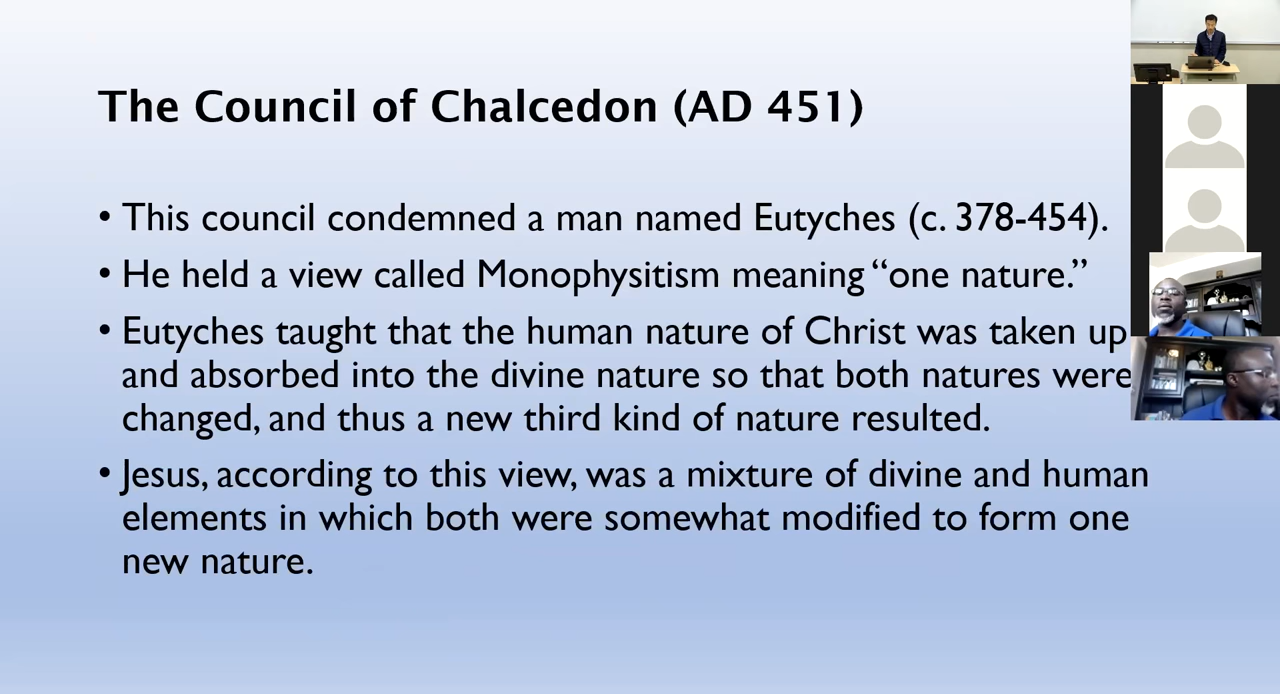 The Council of Chalcedon (AD 451)
• This council condemned a man named Eutyches (c. 378-454).
• He held a view called Monophysitism meaning “one nature.”
• Eutyches taught that the human nature of Christ was taken up
and absorbed into the divine nature so that both natures were
changed, and thus a new third kind of nature resulted.
• Jesus, according to this view, was a mixture of divine and human
elements in which both were somewhat modified to form one
new nature.